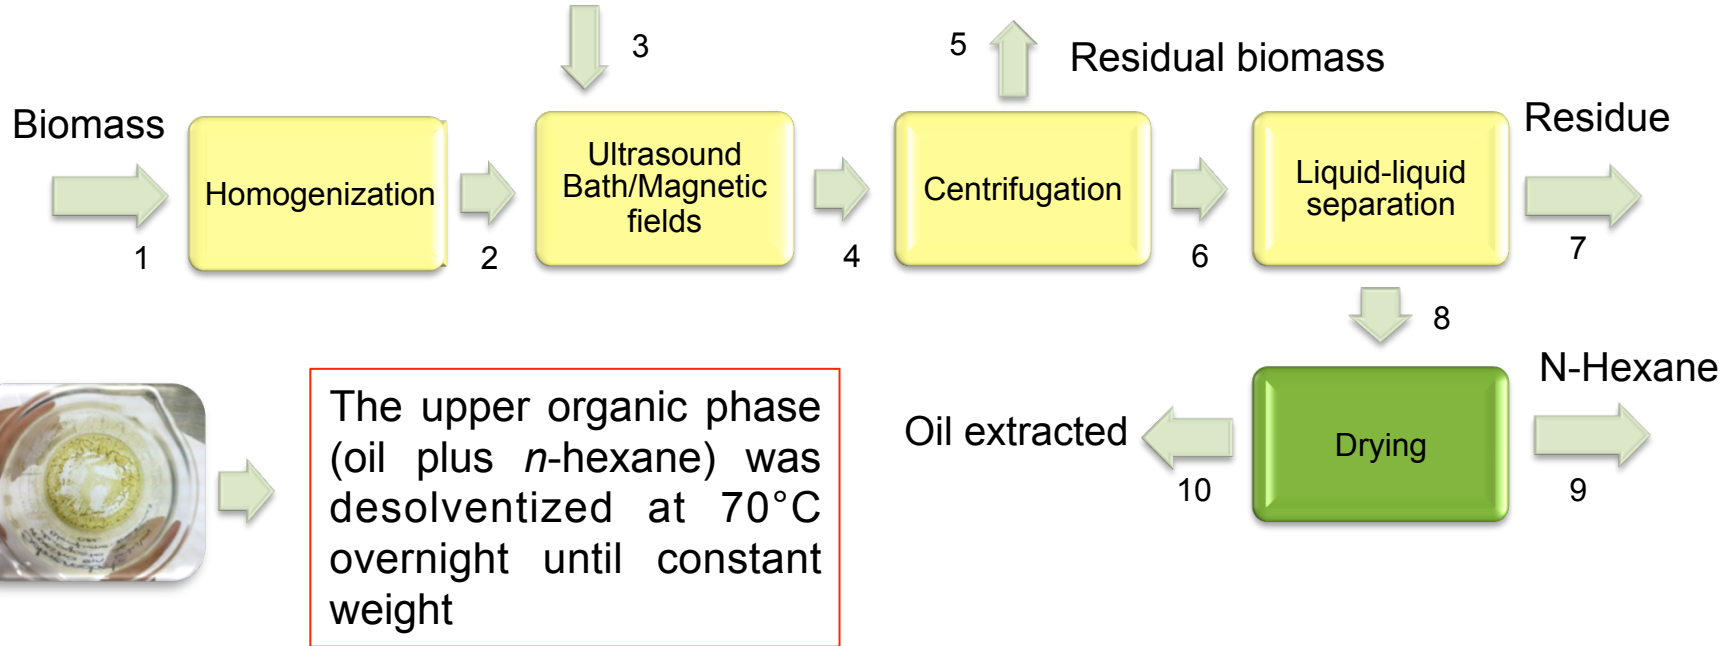 3
5
Residual biomass
Biomass
Residue
Homogenization
Ultrasound
Bath/Magnetic
fields
Centrifugation
Liquid-liquid
separation
1
2
4
6
7
8
N-Hexane
The upper organic phase
(oil plus n-hexane) was
desolventized at 70°C
overnight until constant
weight
Oil extracted
Drying
10
9